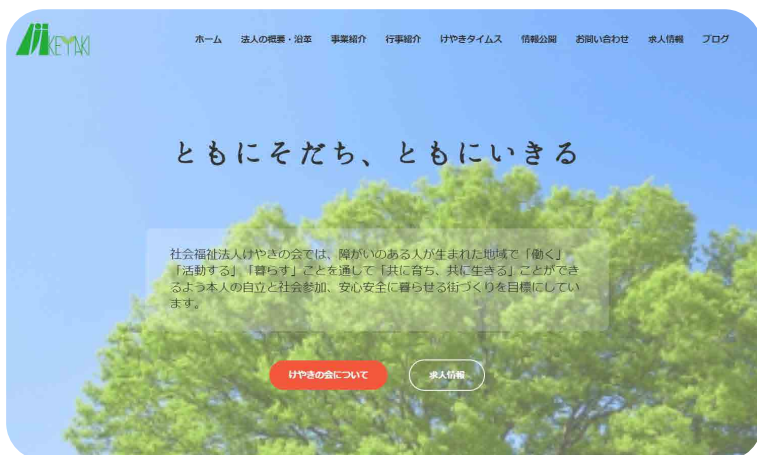 KEYAKI
ホーム 法人の概要・沿革 事業紹介 行事紹介 けやきタイムス 情報公開 お問い合わせ 求人情報 ブログ
ともにそだち、ともにいきる
社会福祉法人けやきの会では、障がいのある人が生まれた地域で「働く」
「活動する」、「暮らす」ことを通して「共に育ち、共に生きる」ことができ
るよう本人の自立と社会参加、安心安全に暮らせる街づくりを目標にしてい
ます。
けやきの会について 求人情報